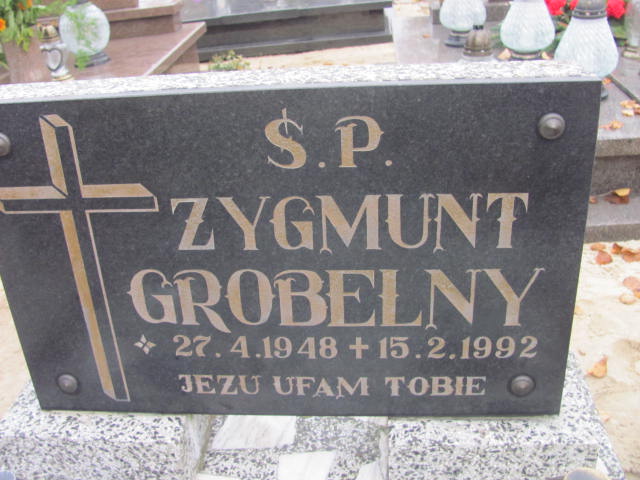 Ś.P.
ZYGMUNT
GROBELNY
27.4.1948 + 15.2.1992
JEZU UFAM TOBIE